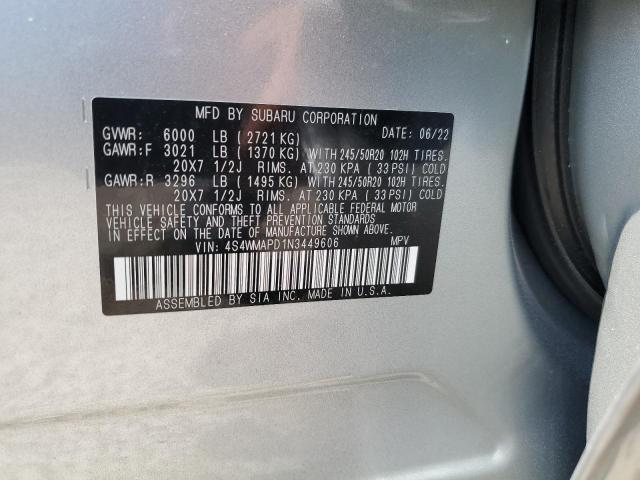 MFD BY SUBARU CORPORATION
GVWR: 6000 LB (2721 KG) DATE: 06/22
GAWR:F 3021 LB (1370 KG) WITH 245/50R20 102H TIRES.
20X7 1/2J RIMS. AT 230 KPA (33 PSI) COLD
GAWR:R 3296 LB (1495 KG) WITH 245/50R20 102H TIRES.
20X7 1/2J RIMS. AT 230 KPA (33 PSI) COLD
THIS VEHICLE CONFORMS TO ALL APPLICABLE FEDERAL MOTOR
VEHICLE SAFETY AND THEFT PREVENTION STANDARDS
IN EFFECT ON THE DATE OF MANUFACTURE SHOWN ABOVE.
VIN: 4S4WMAPD1N3449606 MPV
ASSEMBLED BY SIA INC. MADE IN U.S.A.